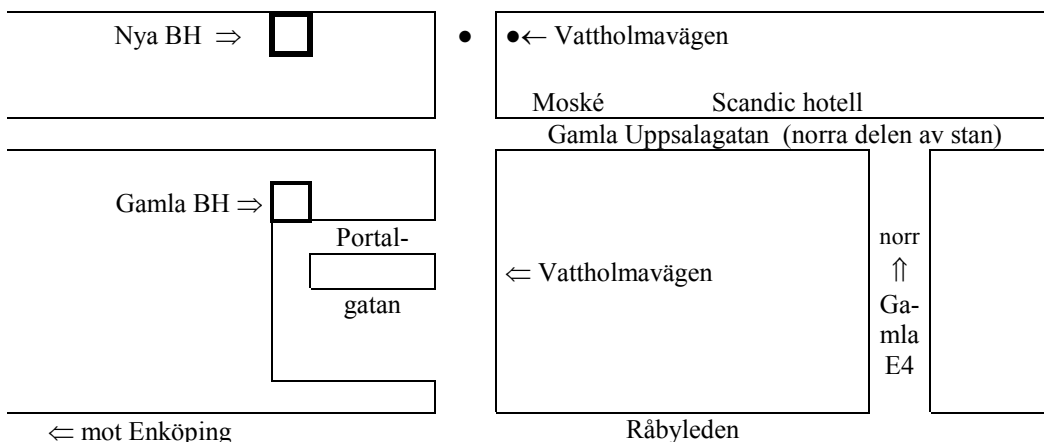 Nya BH ⇒
● ●← Vattholmavägen
Moské Scandic hotell
Gamla Uppsalagatan (norra delen av stan)
Gamla BH ⇒
Portal-
gatan
⇐ Vattholmavägen
norr
⇑
Ga-
mla
E4
⇐ mot Enköping
Råbyleden